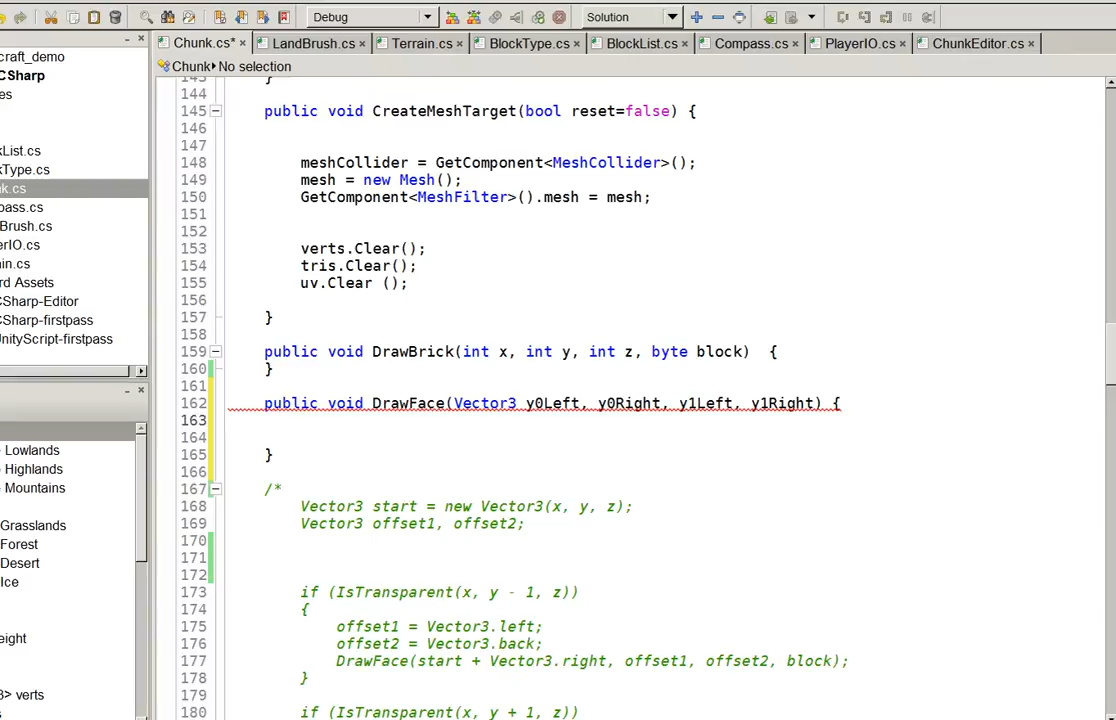 Debug
Solution
Chunk.cs*
LandBrush.cs
Terrain.cs
BlockType.cs
BlockList.cs
Compass.cs
PlayerIO.cs
ChunkEditor.cs
Chunk
No selection
craft_demo
CSharp
es
kList.cs
kType.cs
nk.cs
pass.cs
Brush.cs
erIO.cs
in.cs
rd Assets
CSharp-Editor
CSharp-firstpass
UnityScript-firstpass
Lowlands
Highlands
Mountains
Grasslands
Forest
Desert
Ice
eight
3> verts
143 }
144
145 public void CreateMeshTarget(bool reset=false) {
146
147
148 meshCollider = GetComponent<MeshCollider>();
149 mesh = new Mesh();
150 GetComponent<MeshFilter>().mesh = mesh;
151
152
153 verts.Clear();
154 tris.Clear();
155 uv.Clear ();
156
157 }
158
159 public void DrawBrick(int x, int y, int z, byte block) {
160 }
161
162 public void DrawFace(Vector3 y0Left, y0Right, y1Left, y1Right) {
163
164
165 }
166
167 /*
168 Vector3 start = new Vector3(x, y, z);
169 Vector3 offset1, offset2;
170
171
172
173 if (IsTransparent(x, y - 1, z))
174 {
175 offset1 = Vector3.left;
176 offset2 = Vector3.back;
177 DrawFace(start + Vector3.right, offset1, offset2, block);
178 }
179
180 if (IsTransparent(x, y + 1, z))